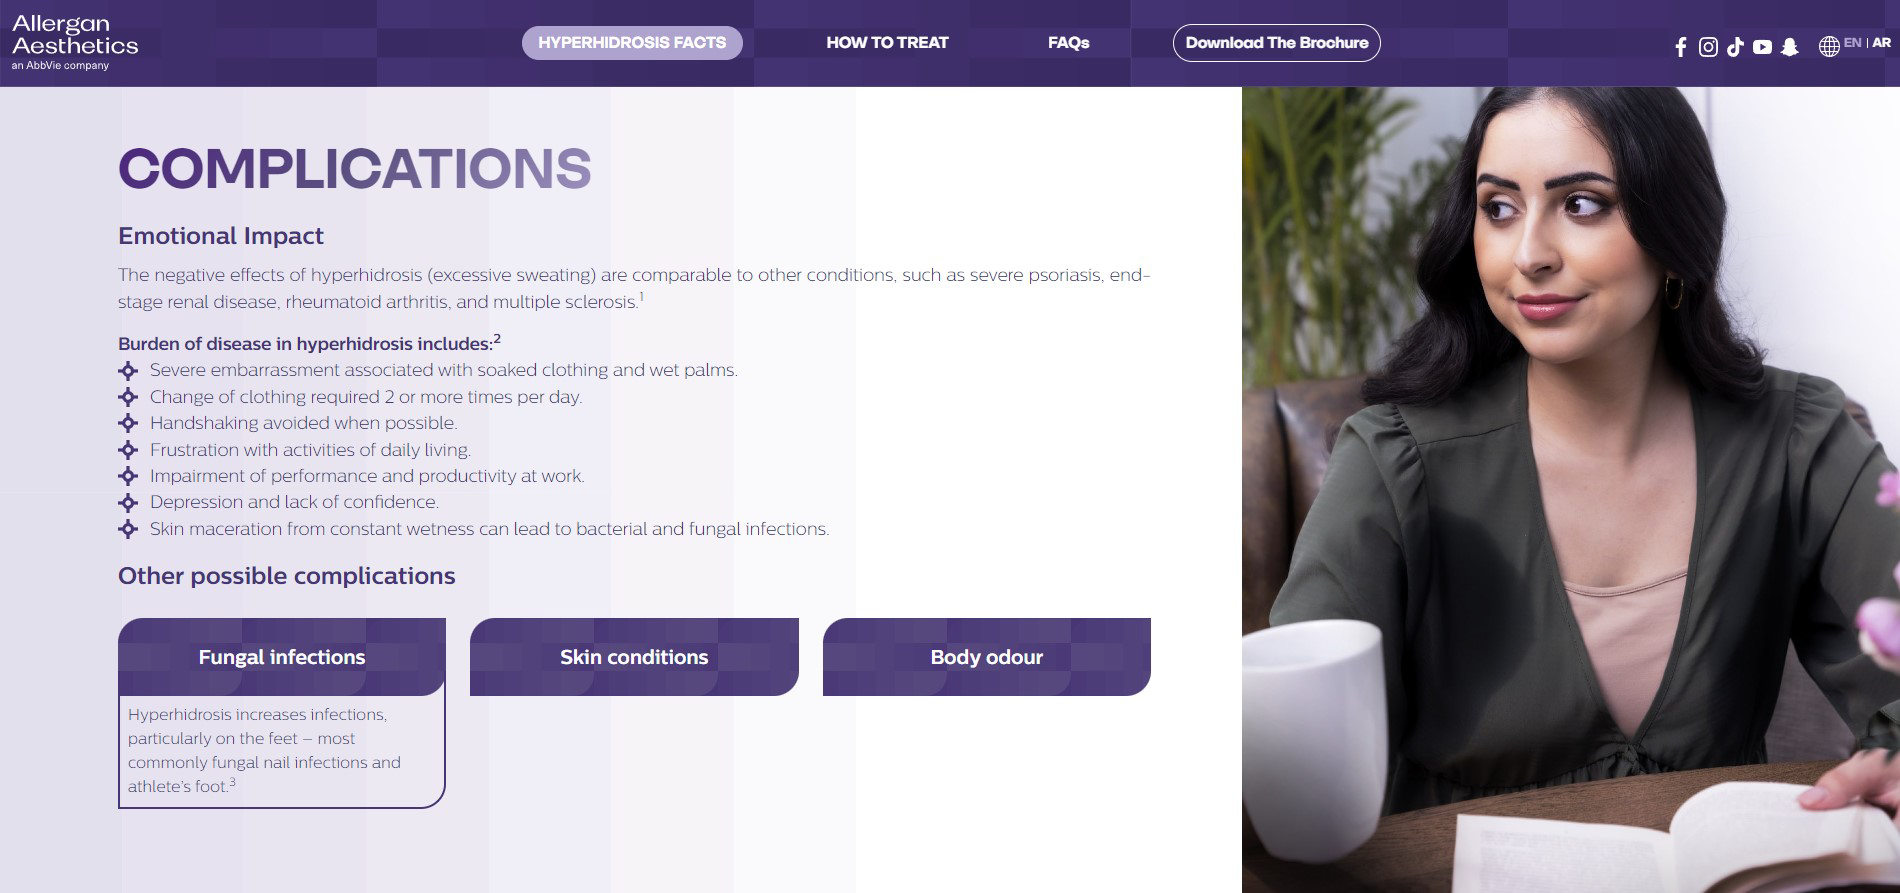 Allergan
Aesthetics
an AbbVie company
HYPERHIDROSIS FACTS
HOW TO TREAT
FAQs
Download The Brochure
EN | AR
COMPLICATIONS
Emotional Impact
The negative effects of hyperhidrosis (excessive sweating) are comparable to other conditions, such as severe psoriasis, end-
stage renal disease, rheumatoid arthritis, and multiple sclerosis.1
Burden of disease in hyperhidrosis includes:2
Severe embarrassment associated with soaked clothing and wet palms.
Change of clothing required 2 or more times per day.
Handshaking avoided when possible.
Frustration with activities of daily living.
Impairment of performance and productivity at work.
Depression and lack of confidence.
Skin maceration from constant wetness can lead to bacterial and fungal infections.
Other possible complications
Fungal infections
Hyperhidrosis increases infections,
particularly on the feet – most
commonly fungal nail infections and
athlete's foot.3
Skin conditions
Body odour